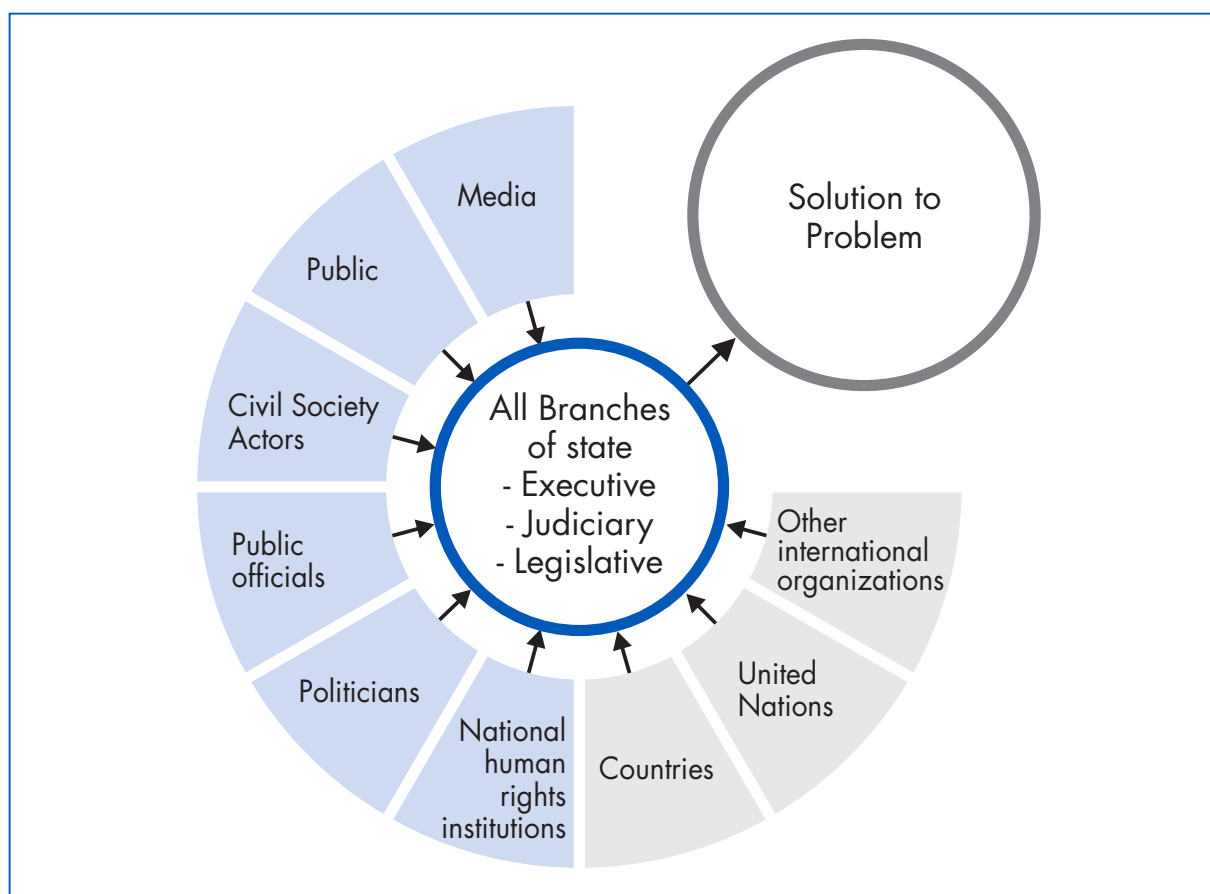 Media
Public
Civil Society
Actors
Public
officials
Politicians
National
human
rights
institutions
Countries
United
Nations
Other
international
organizations
All Branches
of state
- Executive
- Judiciary
- Legislative
Solution to
Problem